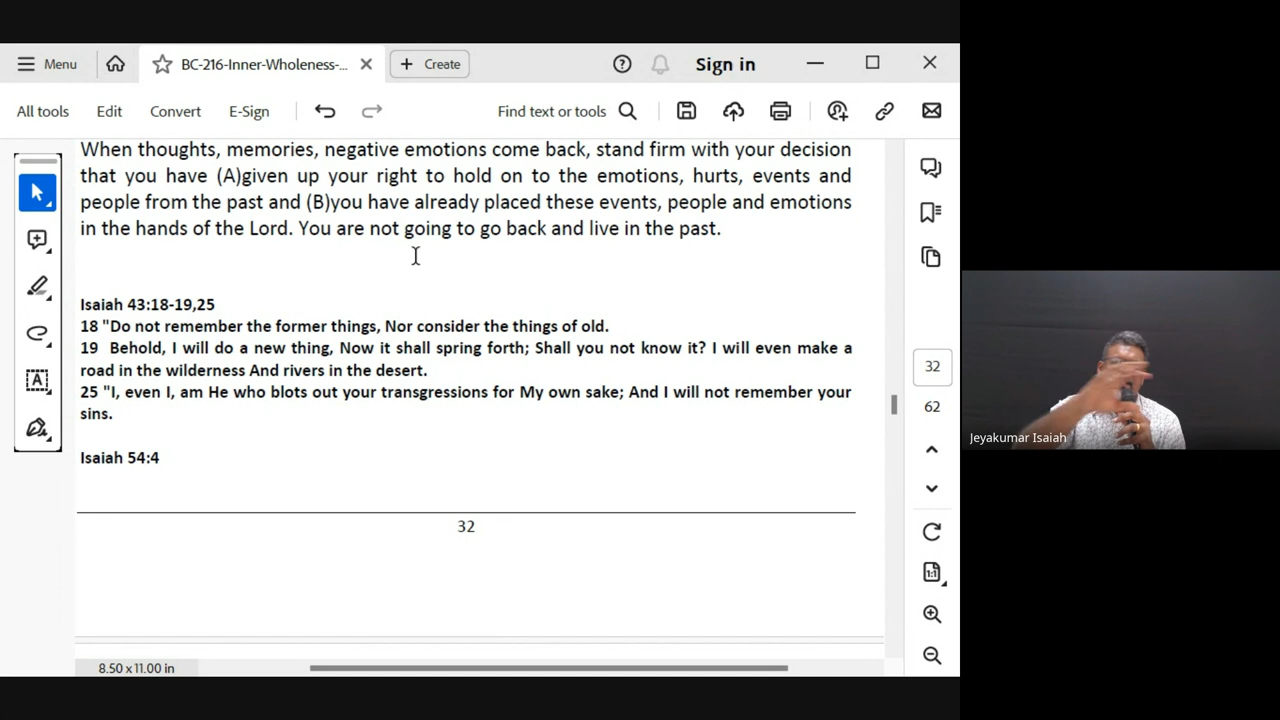 Menu
BC-216-Inner-Wholeness-...
Create
Sign in
All tools
Edit
Convert
E-Sign
Find text or tools
When thoughts, memories, negative emotions come back, stand firm with your decision
that you have (A)given up your right to hold on to the emotions, hurts, events and
people from the past and (B)you have already placed these events, people and emotions
in the hands of the Lord. You are not going to go back and live in the past.
Isaiah 43:18-19,25
18 "Do not remember the former things, Nor consider the things of old.
19 Behold, I will do a new thing, Now it shall spring forth; Shall you not know it? I will even make a
road in the wilderness And rivers in the desert.
25 "I, even I, am He who blots out your transgressions for My own sake; And I will not remember your
sins.
Isaiah 54:4
32
8.50 x 11.00 in
32
62
1:1
Jeyakumar Isaiah